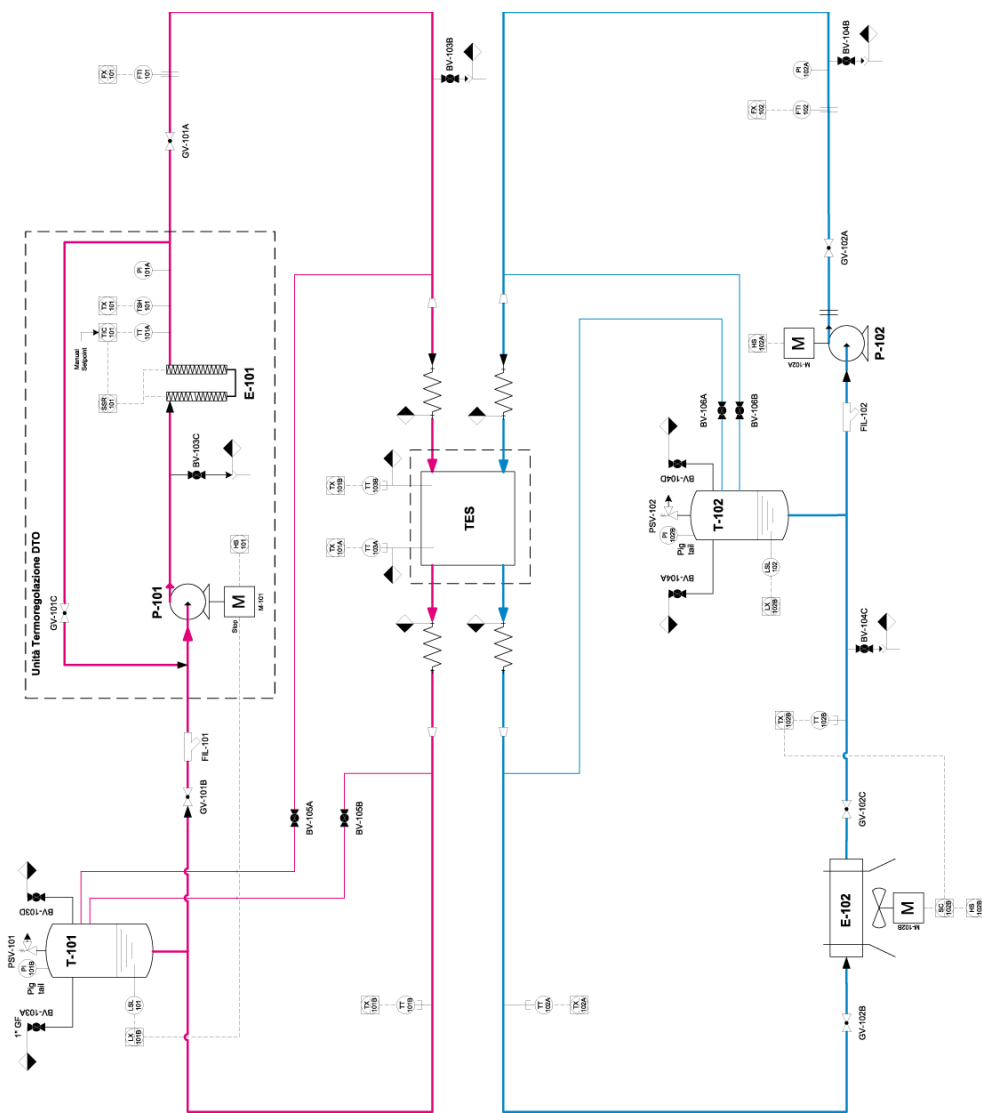 FX
101
FTI
101
BV-103B
GV-101A
Unità Termoregolazione DTO
PI
101A
TX
101
TSH
101
Manual
Setpoint
TIC
101
TT
101A
SSR
101
E-101
BV-103C
GV-101C
P-101
HS
101
M
M-101
Stop
FIL-101
GV-101B
BV-105A
BV-105B
BV-103D
PSV-101
PI
101B
Pig
tail
T-101
1" GF
BV-103A
LSL
101
LX
101B
TX
101B
TT
103B
TX
101A
TT
103A
TES
TX
101B
TT
101B
TT
102A
TX
102A
BV-104B
PI
102A
FX
102
FTI
102
GV-102A
HS
102A
M
M-102A
P-102
FIL-102
BV-106A
BV-106B
BV-104D
PSV-102
PI
102B
Pig
tail
T-102
BV-104A
LSL
102
LX
102B
BV-104C
TX
102B
TT
102B
GV-102C
E-102
M
M-102B
SC
102B
HS
102B
GV-102B